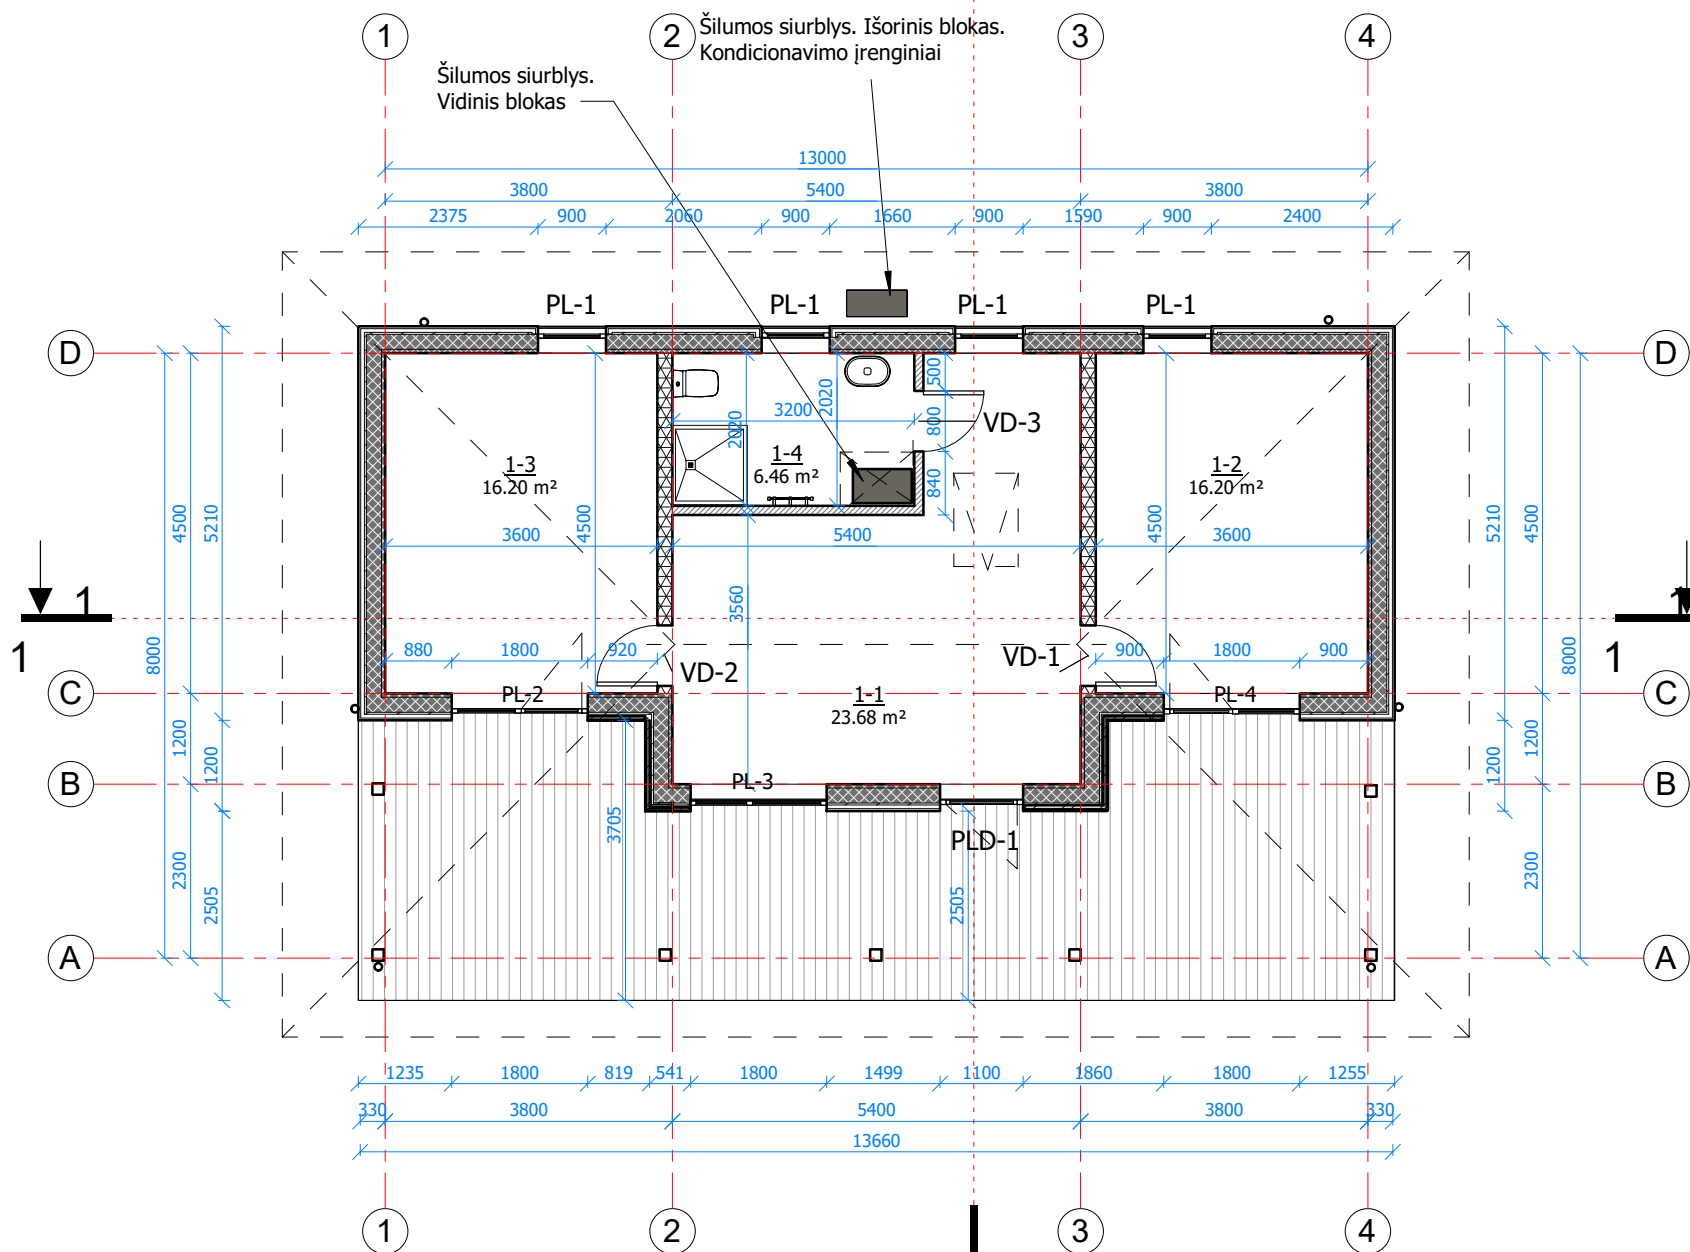 1
2
3
4
Šilumos siurblys. Išorinis blokas.
Kondicionavimo įrenginiai
Šilumos siurblys.
Vidinis blokas
13000
3800
5400
3800
2375
900
2060
900
1660
900
1590
900
2400
PL-1
PL-1
PL-1
PL-1
D
D
500
2020
2020
3200
800
VD-3
840
1-3
16.20 m²
1-4
6.46 m²
1-2
16.20 m²
4500
5210
4500
4500
5210
4500
3600
5400
3600
3560
1
1
1
1
8000
8000
880
1800
920
VD-2
VD-1
900
1800
900
PL-2
1-1
23.68 m²
PL-4
C
C
1200
1200
1200
1200
B
B
PL-3
3705
PLD-1
2300
2505
2505
2300
A
A
1235
1800
819
541
1800
1499
1100
1860
1800
1255
330
3800
5400
3800
330
13660
1
2
3
4